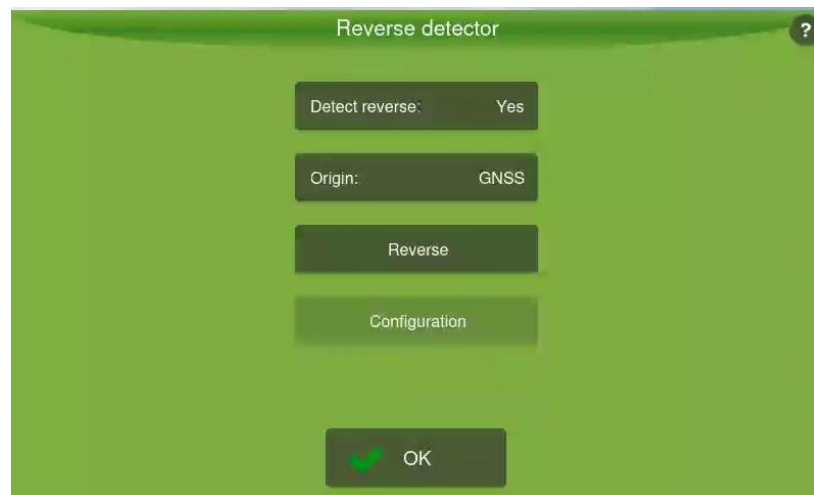 Reverse detector
?
Detect reverse: Yes
Origin: GNSS
Reverse
Configuration
OK